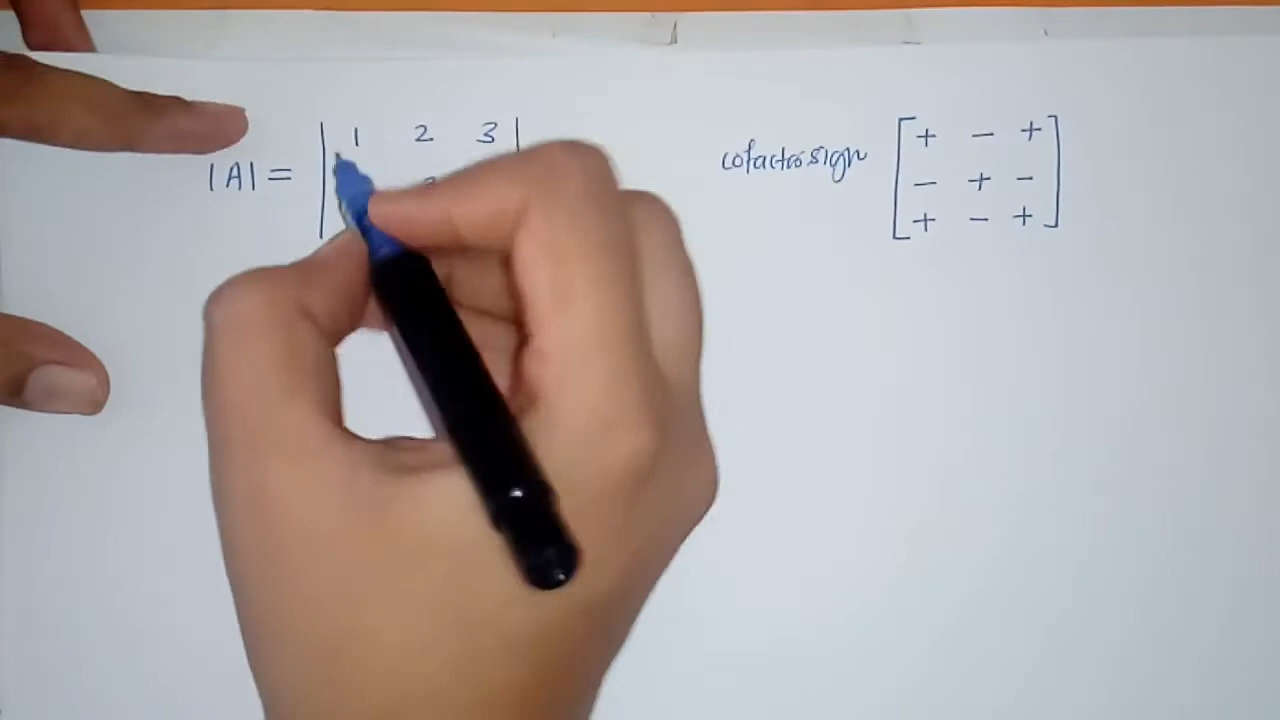 |A| = | 1 2 3 |
cofactor sign [ + - + ]
- + -
+ - +